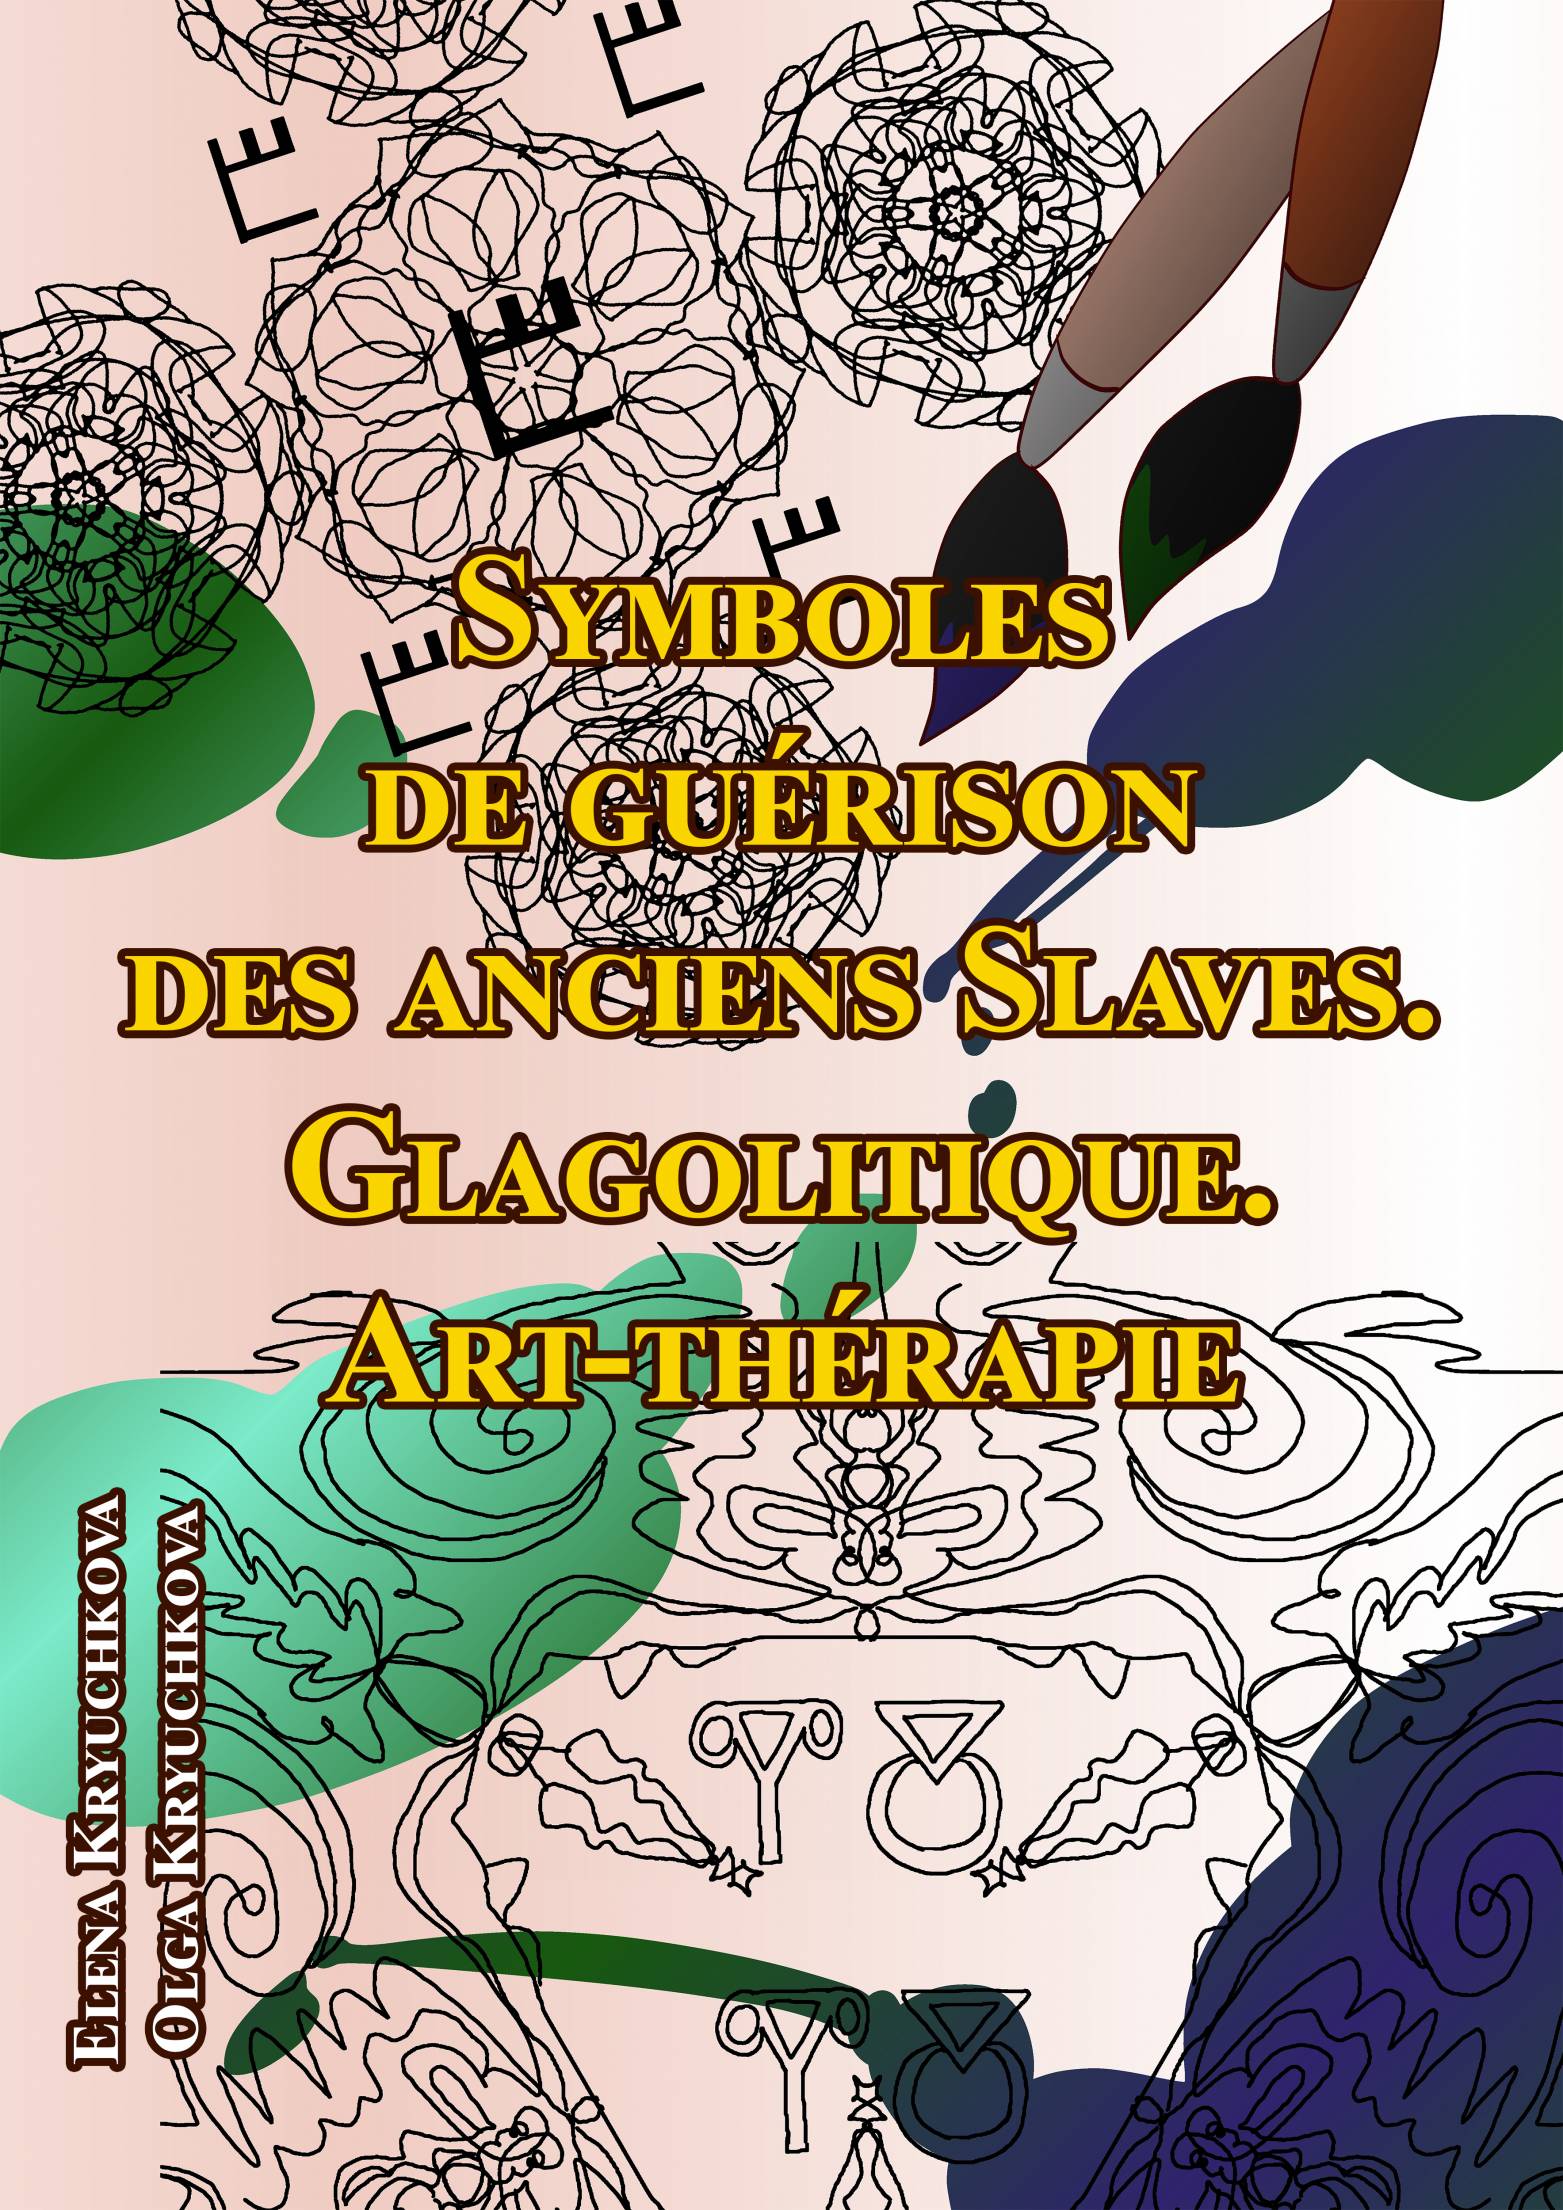 Symboles
de guérison
des anciens Slaves.
Glagolitique.
Art-thérapie
Elena Kryuchkova
Olga Kryuchkova